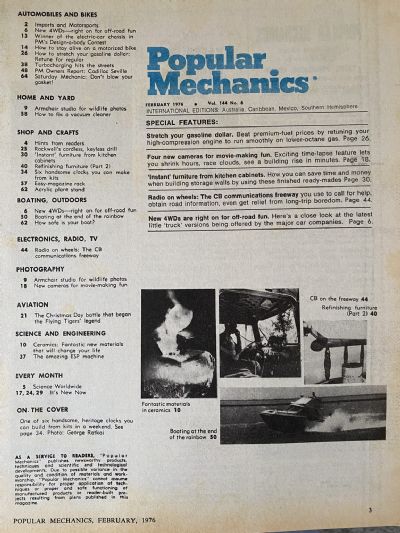 AUTOMOBILES AND BIKES
2 Imports and Motorsports
6 New 4WDs—right on for off-road fun
13 Winner of the electric-car chassis in
PM's Design-a-body Contest
14 How to stay alive on a motorized bike
26 How to stretch your gasoline dollar:
Retune for regular
38 Turbocharging hits the streets
48 PM Owners Report: Cadillac Seville
64 Saturday Mechanic: Don't blow your
gasket!
HOME AND YARD
9 Armchair studio for wildlife photos
58 How to fix a vacuum cleaner
SHOP AND CRAFTS
4 Hints from readers
25 Rockwell's cordless, keyless drill
30 'Instant' furniture from kitchen
cabinets
40 Refinishing furniture (Part 2)
34 Six handsome clocks you can make
from kits
57 Easy-magazine rack
62 Acrylic plant stand
BOATING, OUTDOORS
6 New 4WDs—right on for off-road fun
50 Boating at the end of the rainbow
62 How safe is your boat?
ELECTRONICS, RADIO, TV
44 Radio on wheels: The CB
communications freeway
PHOTOGRAPHY
9 Armchair studio for wildlife photos
18 New cameras for movie-making fun
AVIATION
21 The Christmas Day battle that began
the Flying Tigers' legend
SCIENCE AND ENGINEERING
10 Ceramics: Fantastic new materials
that will change your life
37 The amazing ESP machine
EVERY MONTH
5 Science Worldwide
17, 24, 29 It's New Now
ON THE COVER
One of six handsome, heritage clocks you
can build from kits in a weekend. See
page 34. Photo: George Ratkai
AS A SERVICE TO READERS, "Popular
Mechanics" publishes newsworthy products,
techniques and scientific and technological
developments. Due to possible variance in the
quality and condition of materials and work-
manship, "Popular Mechanics" cannot assume
responsibility for proper application of tech-
niques or proper and safe functioning of
manufactured products or reader-built pro-
jects resulting from plans published in this
magazine.
Popular
Mechanics
FEBRUARY 1976 • Vol. 144 No. 6
INTERNATIONAL EDITIONS: Australia, Caribbean, Mexico, Southern Hemisphere
SPECIAL FEATURES:
Stretch your gasoline dollar. Beat premium-fuel prices by retuning your
high-compression engine to run smoothly on lower-octane gas. Page 26.
Four new cameras for movie-making fun. Exciting time-lapse feature lets
you shrink hours, race clouds, see a building rise in minutes. Page 18.
'Instant' furniture from kitchen cabinets. How you can save time and money
when building storage walls by using these finished ready-mades Page 30.
Radio on wheels: The CB communications freeway you use to call for help,
obtain road information, even get relief from long-trip boredom. Page 44.
New 4WDs are right on for off-road fun. Here's a close look at the latest
little 'truck' versions being offered by the major car companies. Page 6.
CB on the freeway 44
Refinishing furniture
(Part 2) 40
Fantastic materials
in ceramics 10
Boating at the end
of the rainbow 50
3
POPULAR MECHANICS, FEBRUARY, 1976